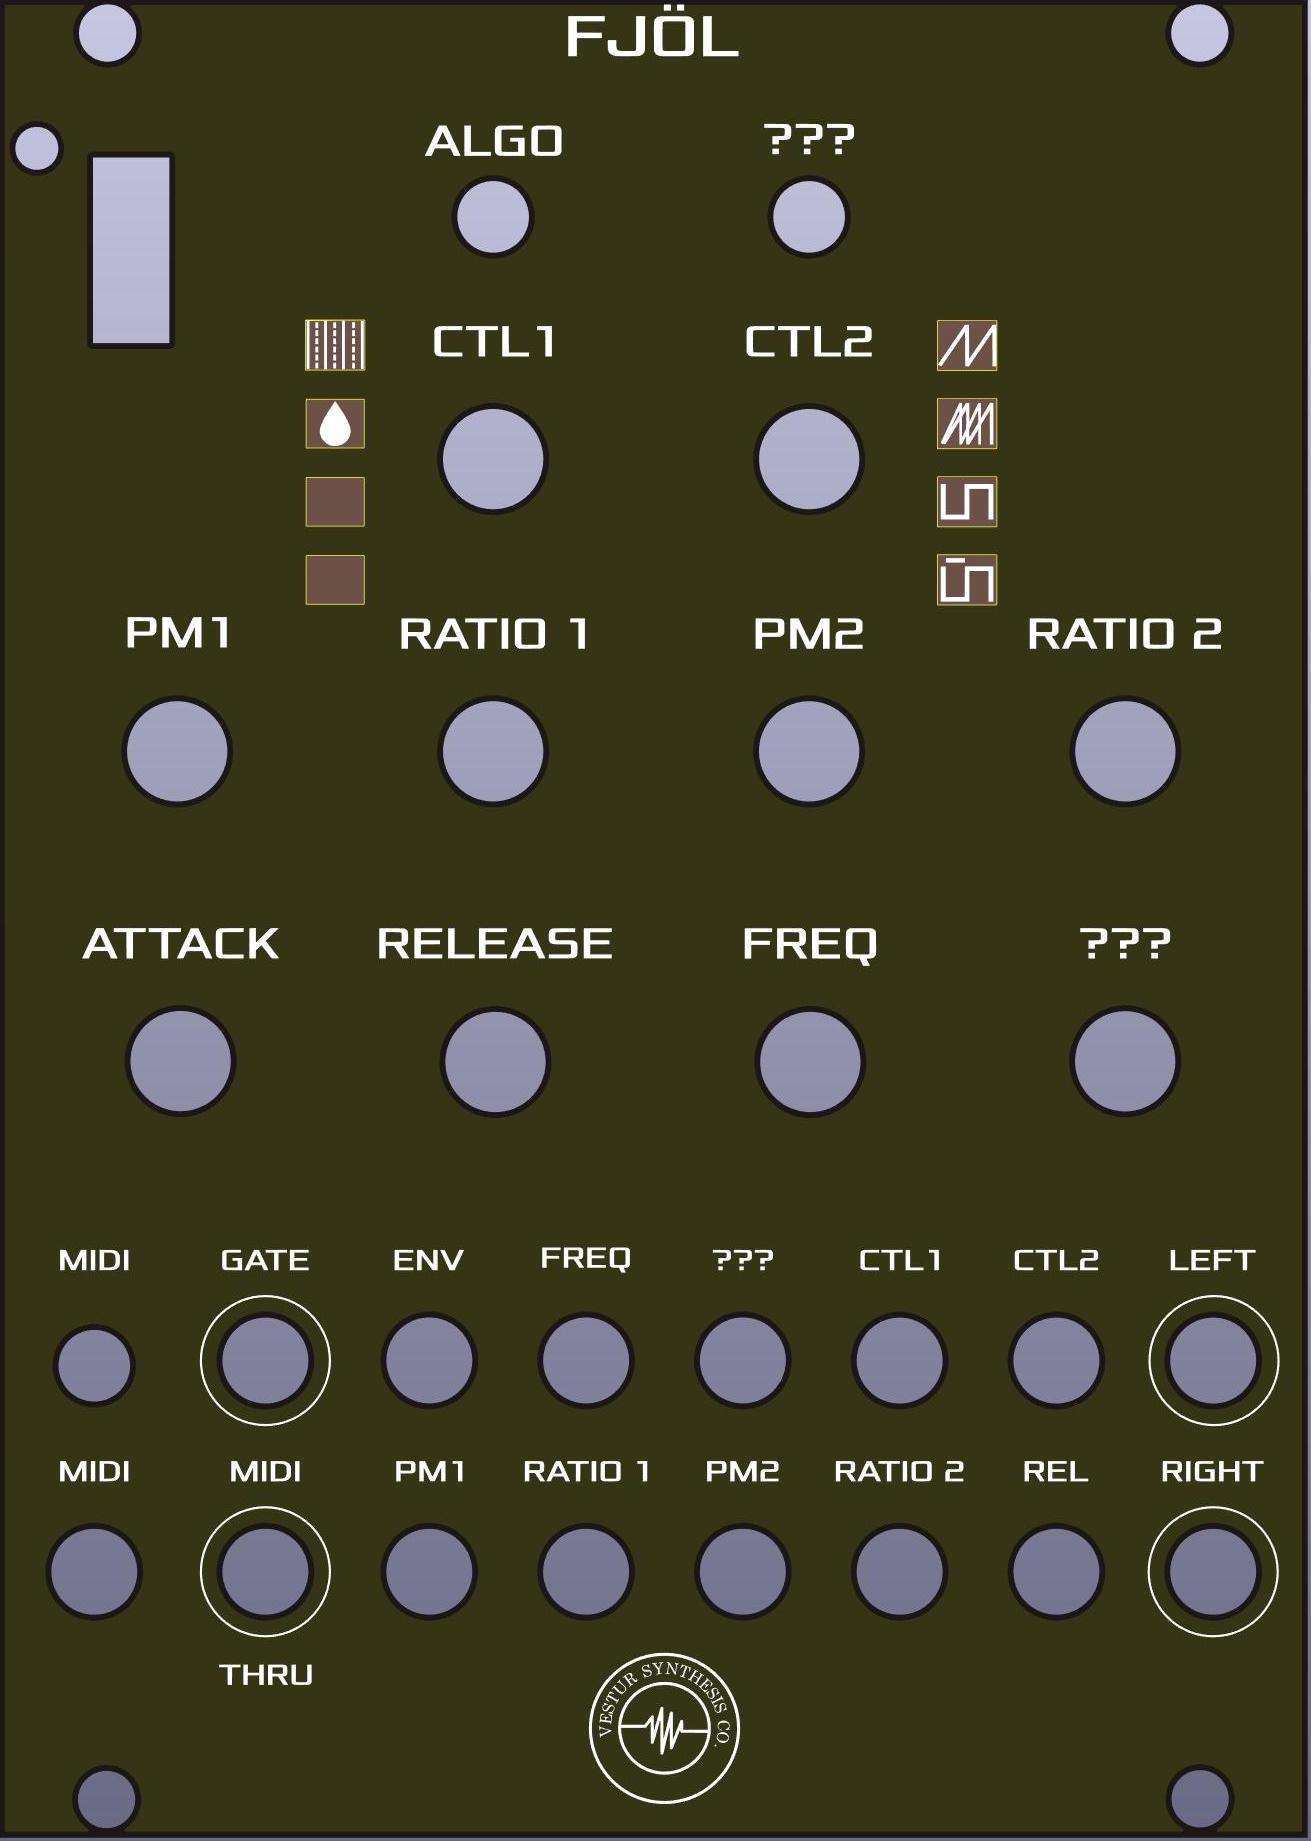 FJÖL
ALGO ???
CTL1 CTL2
PM1 RATIO 1 PM2 RATIO 2
ATTACK RELEASE FREQ ???
MIDI GATE ENV FREQ ??? CTL1 CTL2 LEFT
MIDI MIDI PM1 RATIO 1 PM2 RATIO 2 REL RIGHT
THRU
VESTUR SYNTHESIS CO.